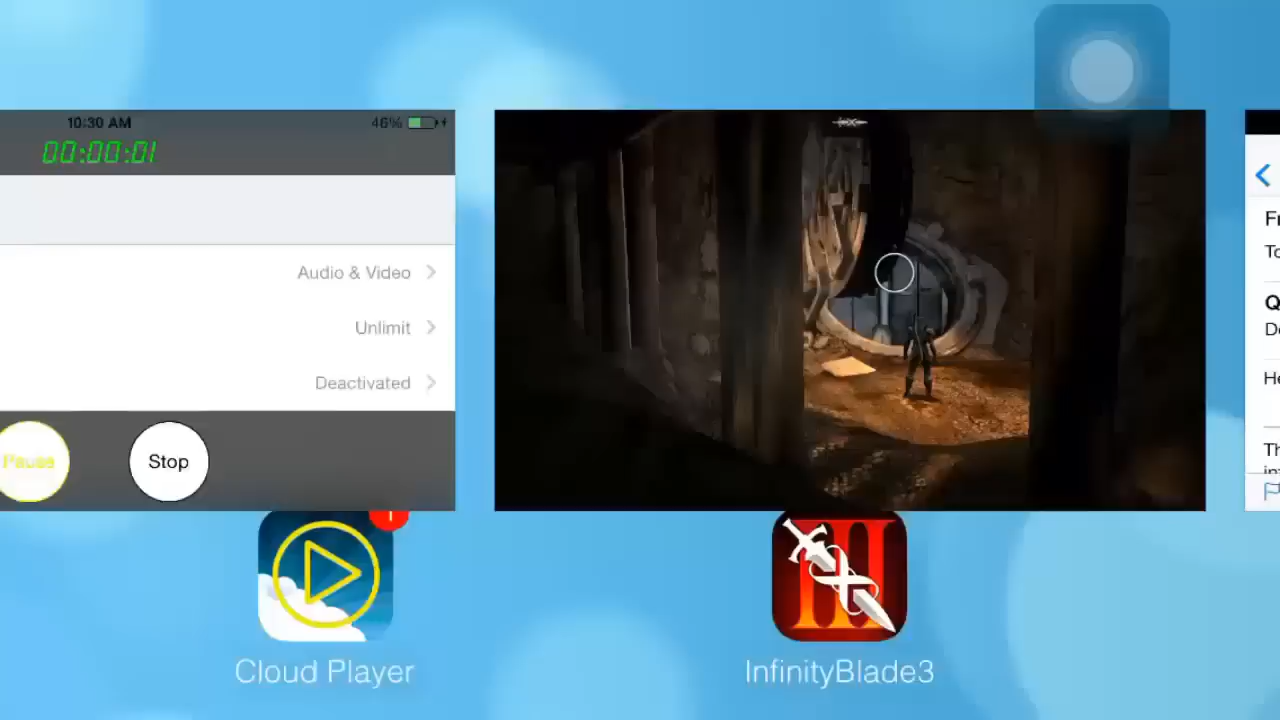 10:30 AM
46%
00:00:01
Audio & Video
Unlimit
Deactivated
Pause
Stop
Cloud Player
InfinityBlade3